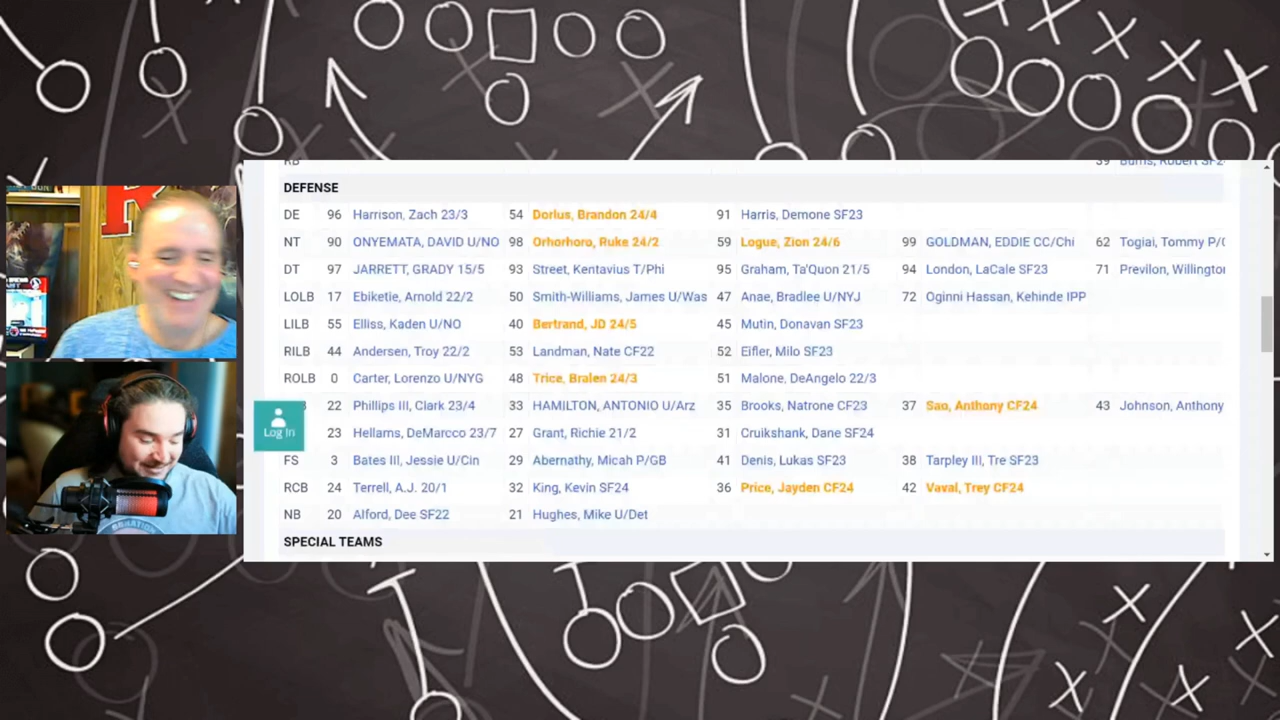 RB 39 Burns, Robert SF2
DEFENSE
DE 96 Harrison, Zach 23/3 54 Dorlus, Brandon 24/4 91 Harris, Demone SF23
NT 90 ONYEMATA, DAVID U/NO 98 Orhorhoro, Ruke 24/2 59 Logue, Zion 24/6 99 GOLDMAN, EDDIE CC/Chi 62 Togiai, Tommy P/
DT 97 JARRETT, GRADY 15/5 93 Street, Kentavius T/Phi 95 Graham, Ta'Quon 21/5 94 London, LaCale SF23 71 Previlon, Willington
LOLB 17 Ebiketie, Arnold 22/2 50 Smith-Williams, James U/Was 47 Anae, Bradlee U/NYJ 72 Oginni Hassan, Kehinde IPP
LILB 55 Elliss, Kaden U/NO 40 Bertrand, JD 24/5 45 Mutin, Donavan SF23
RILB 44 Andersen, Troy 22/2 53 Landman, Nate CF22 52 Eifler, Milo SF23
ROLB 0 Carter, Lorenzo U/NYG 48 Trice, Bralen 24/3 51 Malone, DeAngelo 22/3
22 Phillips III, Clark 23/4 33 HAMILTON, ANTONIO U/Arz 35 Brooks, Natrone CF23 37 Sao, Anthony CF24 43 Johnson, Anthony
Log In
23 Hellams, DeMarcco 23/7 27 Grant, Richie 21/2 31 Cruikshank, Dane SF24
FS 3 Bates III, Jessie U/Cin 29 Abernathy, Micah P/GB 41 Denis, Lukas SF23 38 Tarpley III, Tre SF23
RCB 24 Terrell, A.J. 20/1 32 King, Kevin SF24 36 Price, Jayden CF24 42 Vaval, Trey CF24
NB 20 Alford, Dee SF22 21 Hughes, Mike U/Det
SPECIAL TEAMS
R
SBNATION